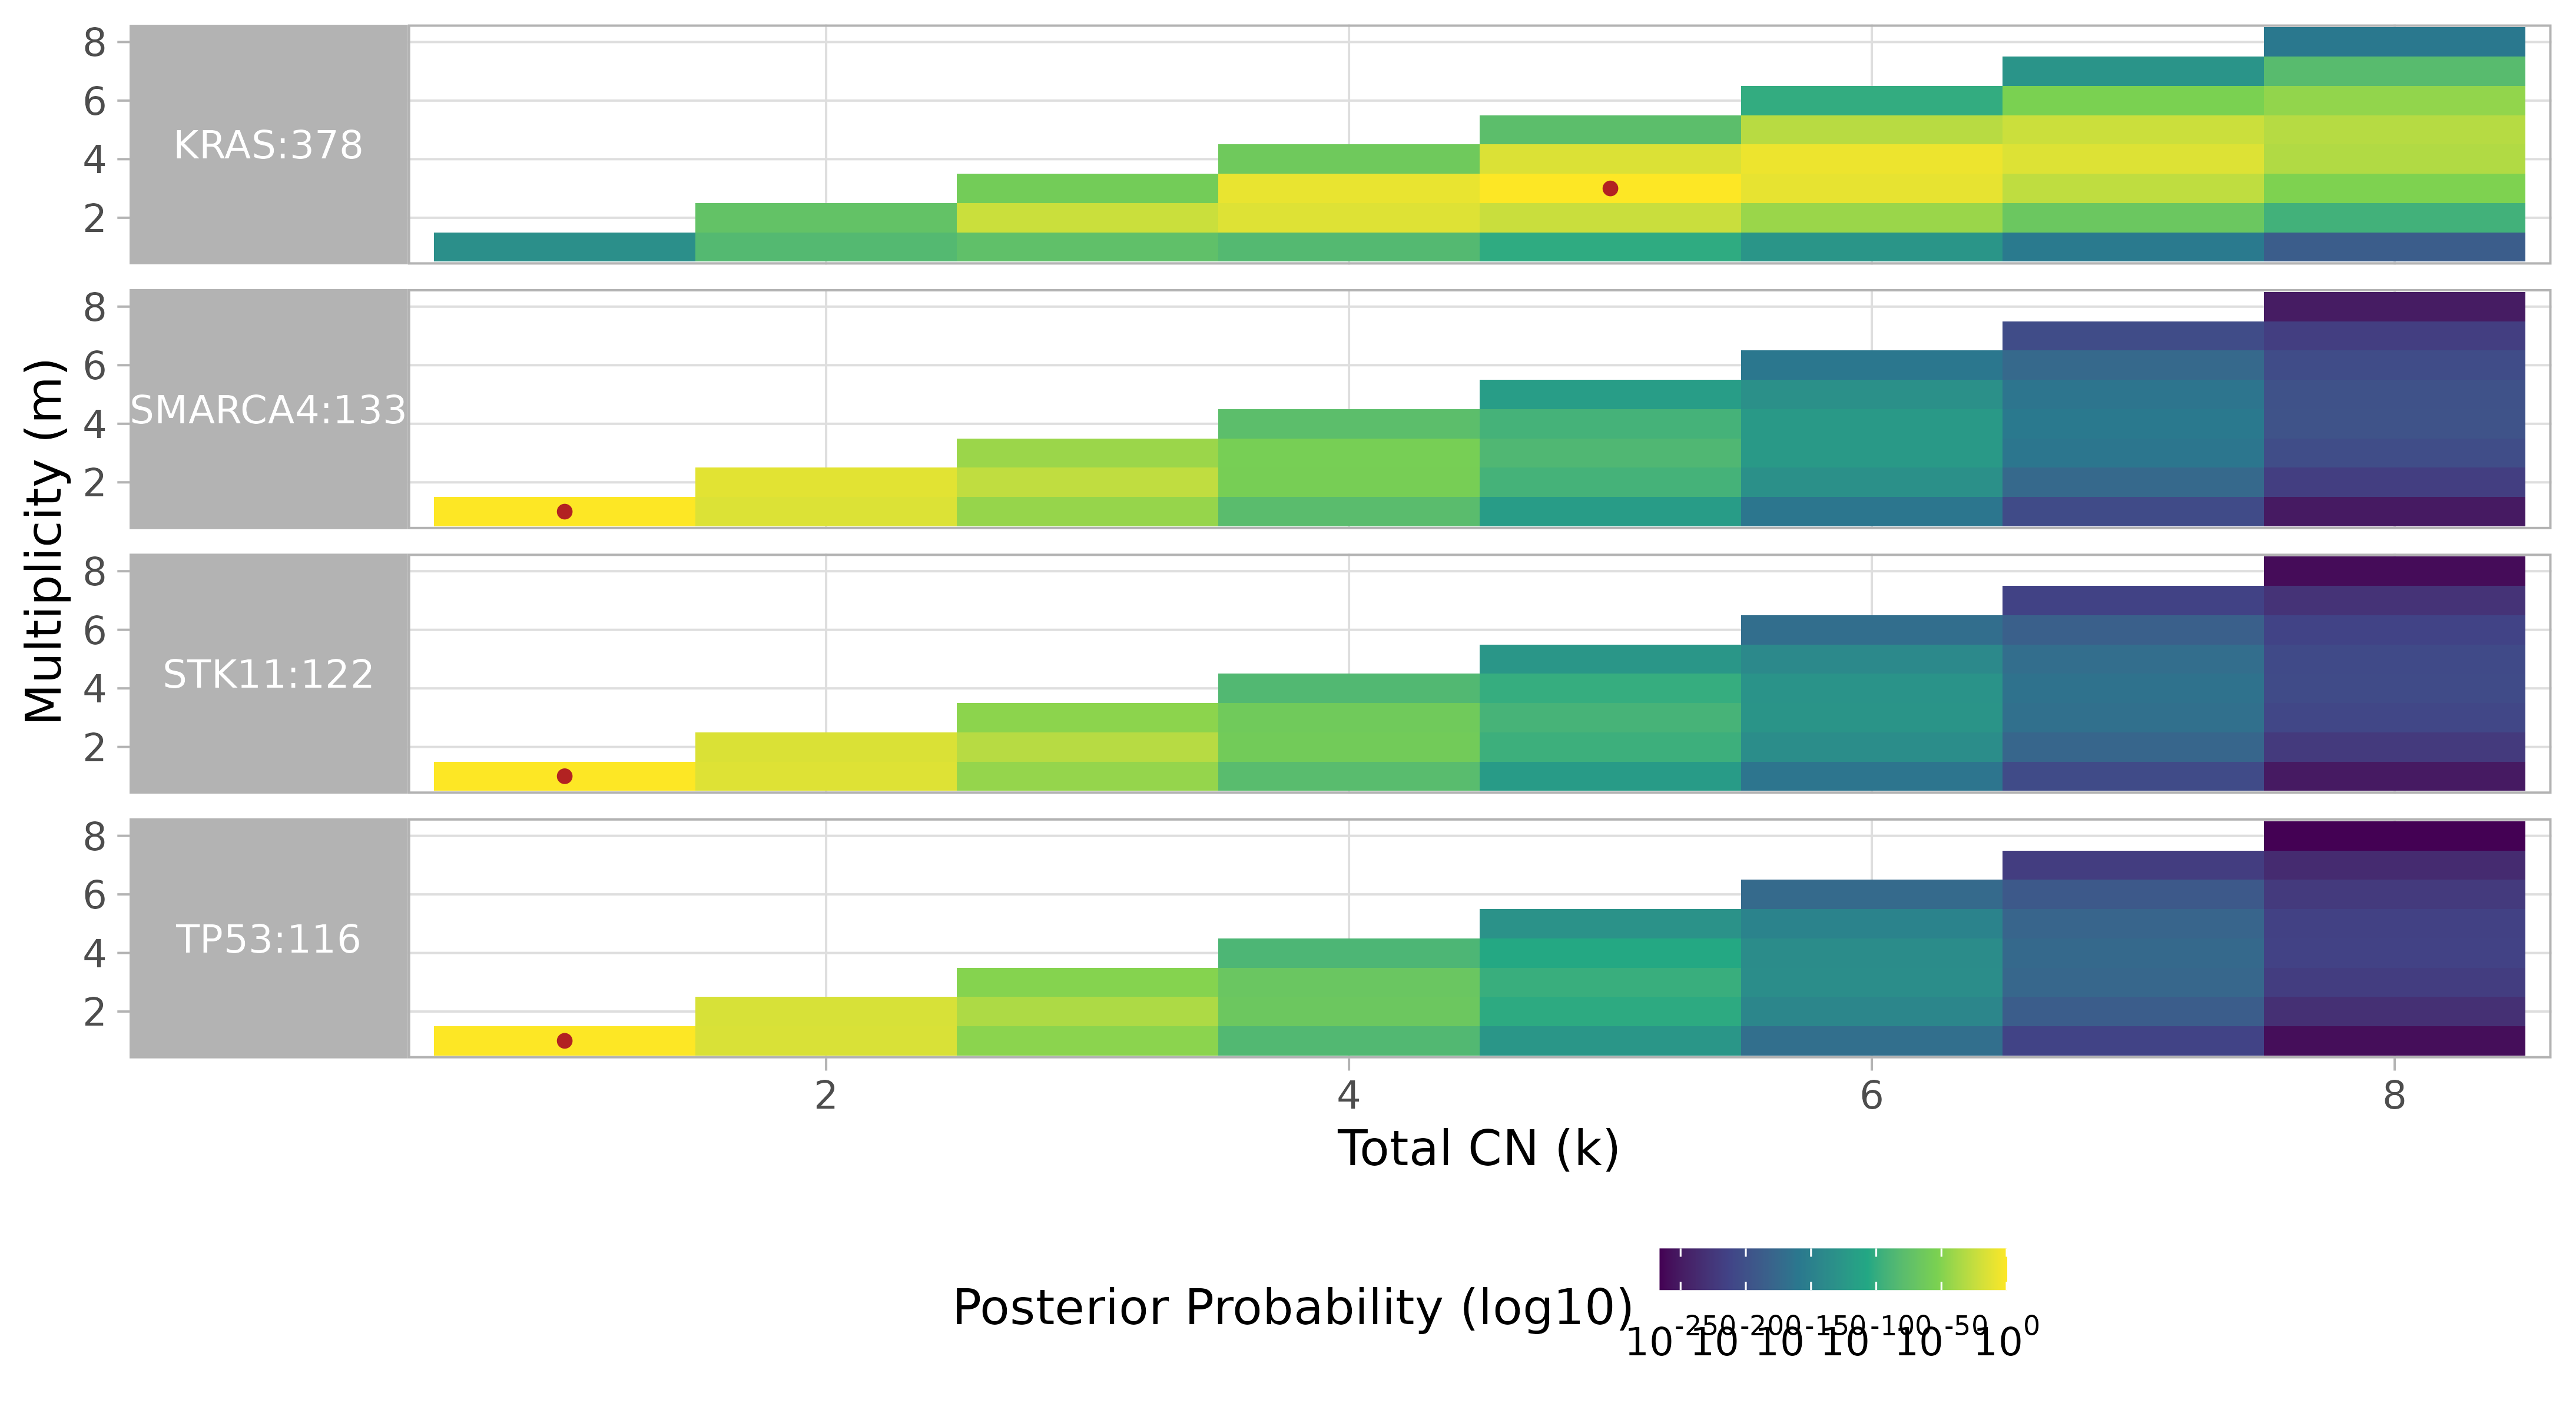 Multiplicity (m)
8
6
4
2
KRAS:378
8
6
4
2
SMARCA4:133
8
6
4
2
STK11:122
8
6
4
2
TP53:116
2 4 6 8
Total CN (k)
Posterior Probability (log10)
10-250 10-200 10-150 10-100 10-50 100